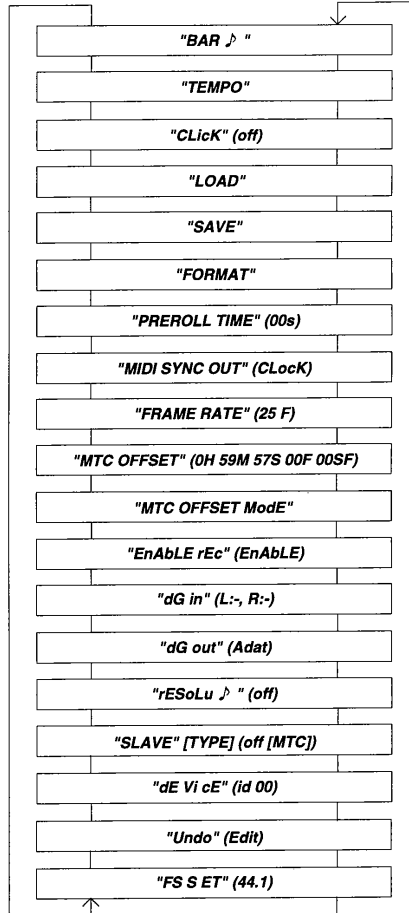 "BAR ♪ "
"TEMPO"
"CLicK" (off)
"LOAD"
"SAVE"
"FORMAT"
"PREROLL TIME" (00s)
"MIDI SYNC OUT" (CLocK)
"FRAME RATE" (25 F)
"MTC OFFSET" (0H 59M 57S 00F 00SF)
"MTC OFFSET ModE"
"EnAbLE rEc" (EnAbLE)
"dG in" (L:-, R:-)
"dG out" (Adat)
"rESoLu ♪ " (off)
"SLAVE" [TYPE] (off [MTC])
"dE Vi cE" (id 00)
"Undo" (Edit)
"FS S ET" (44.1)